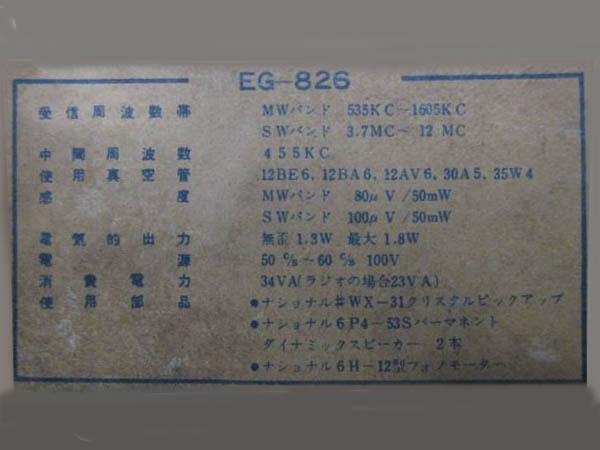 EG-826
受信周波数帯 MWバンド 535KC〜1605KC
SWバンド 3.7MC〜12MC
中間周波数 455KC
使用真空管 12BE6, 12BA6, 12AV6, 30A5, 35W4
感度 MWバンド 80μV/50mW
SWバンド 100μV/50mW
電気的出力 無歪1.3W 最大1.8W
電源 50 c/s〜60 c/s 100V
消費電力 34VA(ラジオの場合23VA)
使用部品 ●ナショナル#WX-31クリスタルピックアップ
●ナショナル6P4-53Sパーマネント
ダイナミックスピーカー 2本
●ナショナル6H-12型フォノモーター